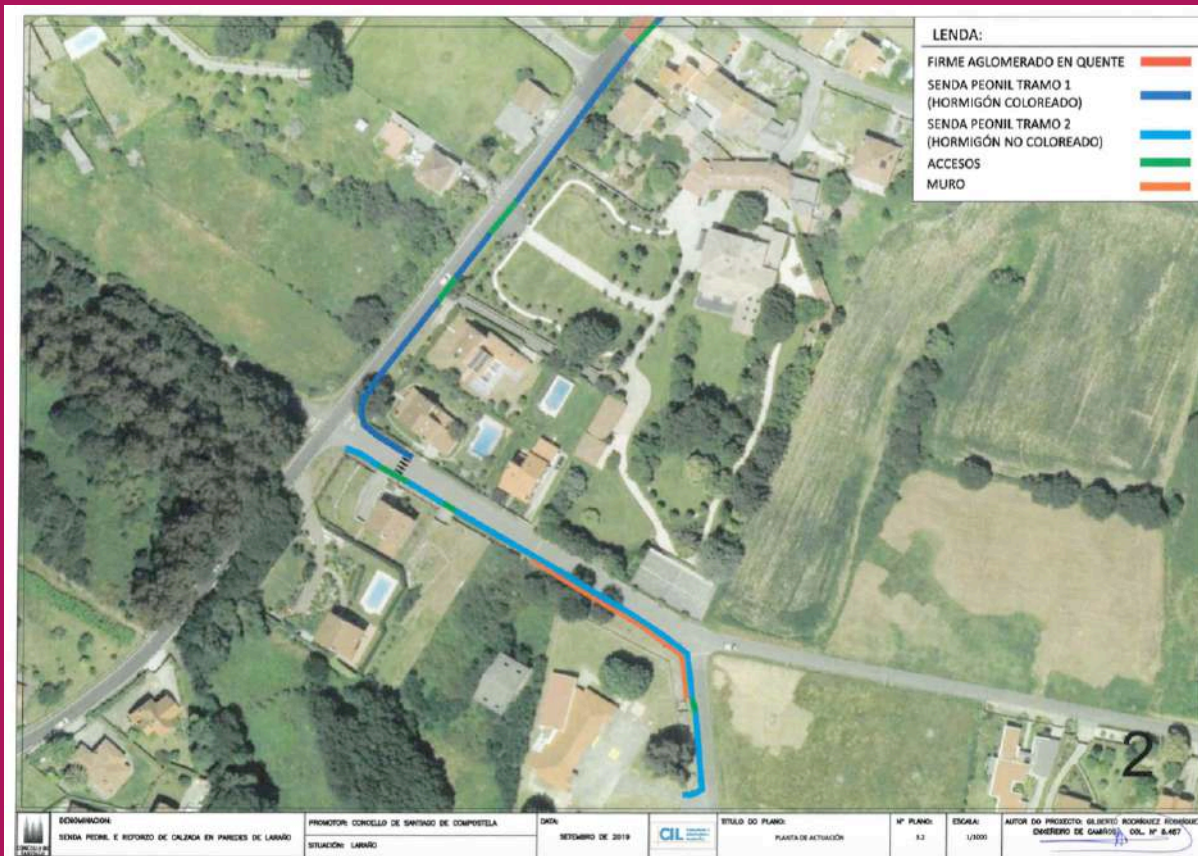 LENDA:
FIRME AGLOMERADO EN QUENTE
SENDA PEONIL TRAMO 1
(HORMIGÓN COLOREADO)
SENDA PEONIL TRAMO 2
(HORMIGÓN NO COLOREADO)
ACCESOS
MURO
2
DENOMINACION:
SENDA PEONIL E REFORZO DE CALZADA EN PAREDES DE LARAÑO
PROMOTOR: CONCELLO DE SANTIAGO DE COMPOSTELA
SITUACIÓN: LARAÑO
DATA:
SETEMBRO DE 2019
CIL
TITULO DO PLANO:
PLANTA DE ACTUACIÓN
Nº PLANO:
3.2
ESCALA:
1/1000
AUTOR DO PROXECTO: GILBERTO RODRÍGUEZ RODRÍGUEZ
ENXEÑEIRO DE CAMIÑOS COL. Nº 8.467